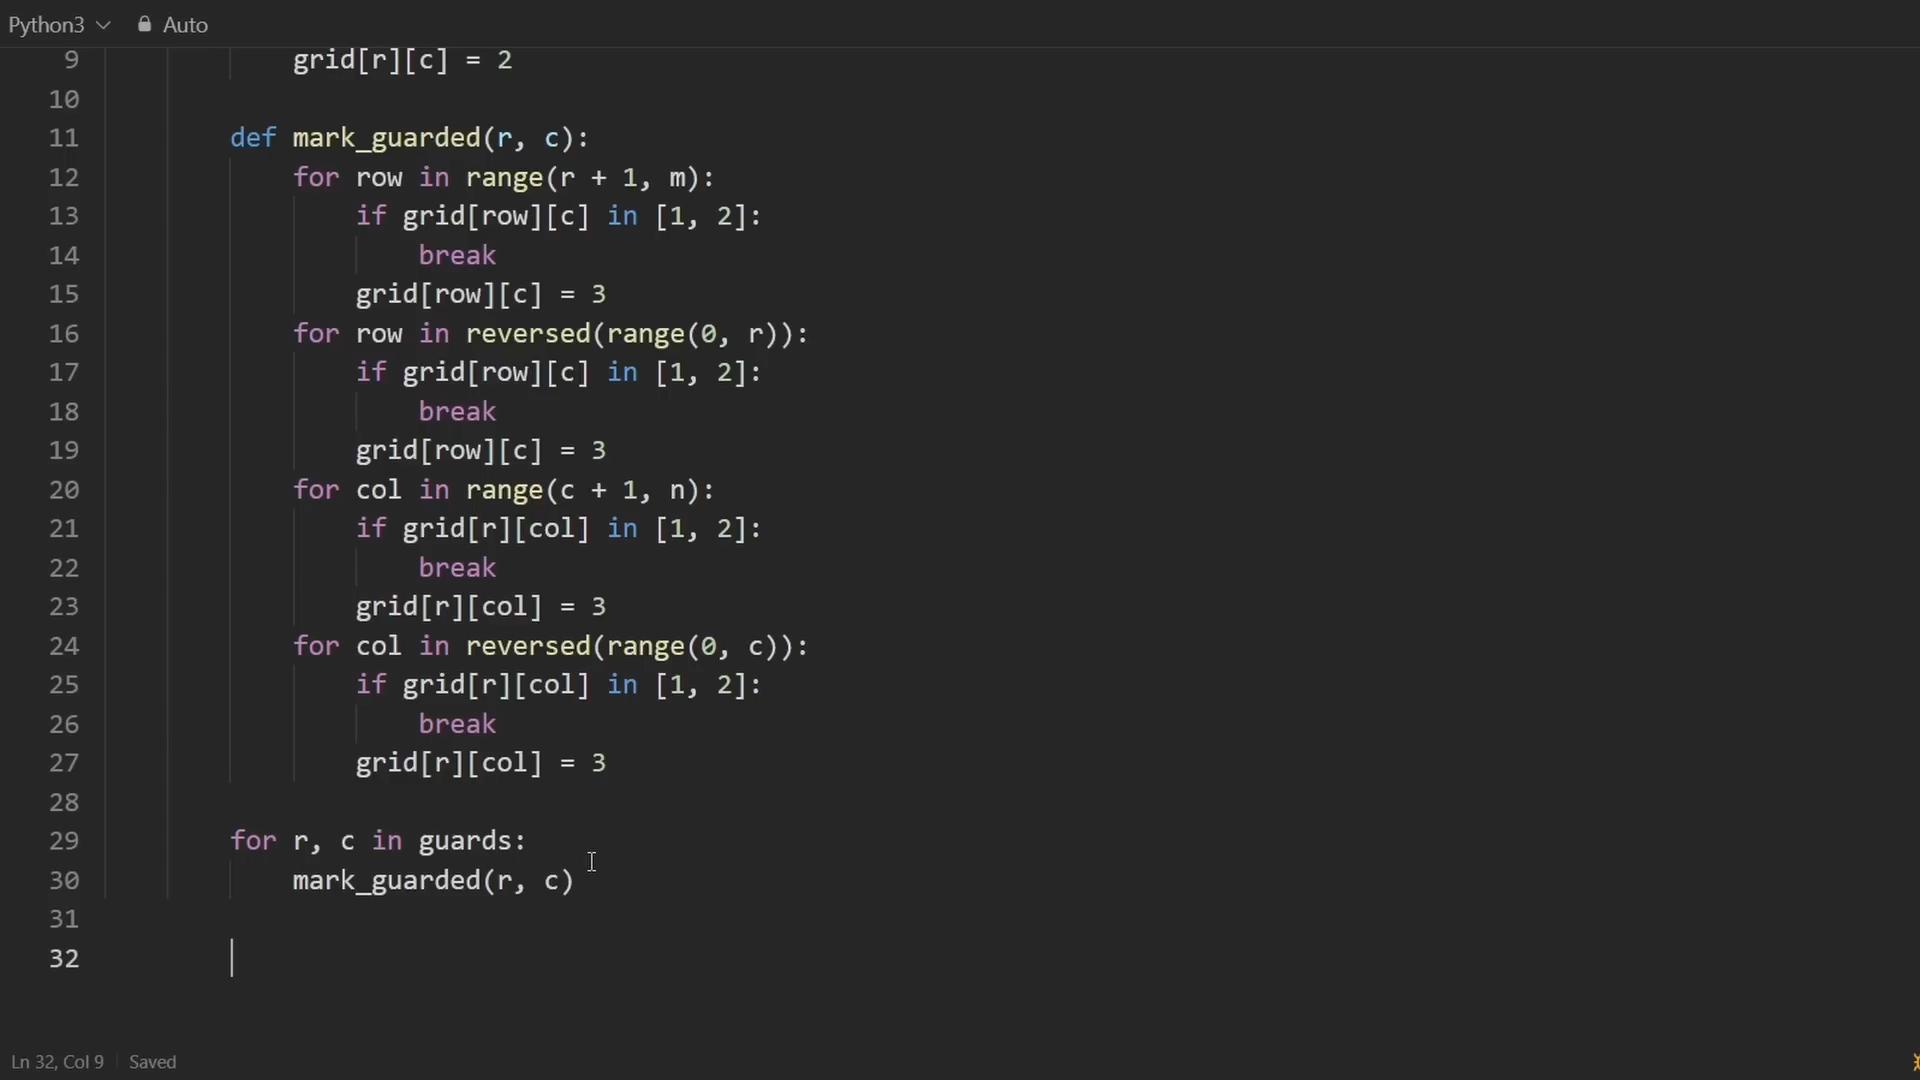 Python3 Auto
9 grid[r][c] = 2
10
11 def mark_guarded(r, c):
12 for row in range(r + 1, m):
13 if grid[row][c] in [1, 2]:
14 break
15 grid[row][c] = 3
16 for row in reversed(range(0, r)):
17 if grid[row][c] in [1, 2]:
18 break
19 grid[row][c] = 3
20 for col in range(c + 1, n):
21 if grid[r][col] in [1, 2]:
22 break
23 grid[r][col] = 3
24 for col in reversed(range(0, c)):
25 if grid[r][col] in [1, 2]:
26 break
27 grid[r][col] = 3
28
29 for r, c in guards:
30 mark_guarded(r, c)
31
32
Ln 32, Col 9 Saved